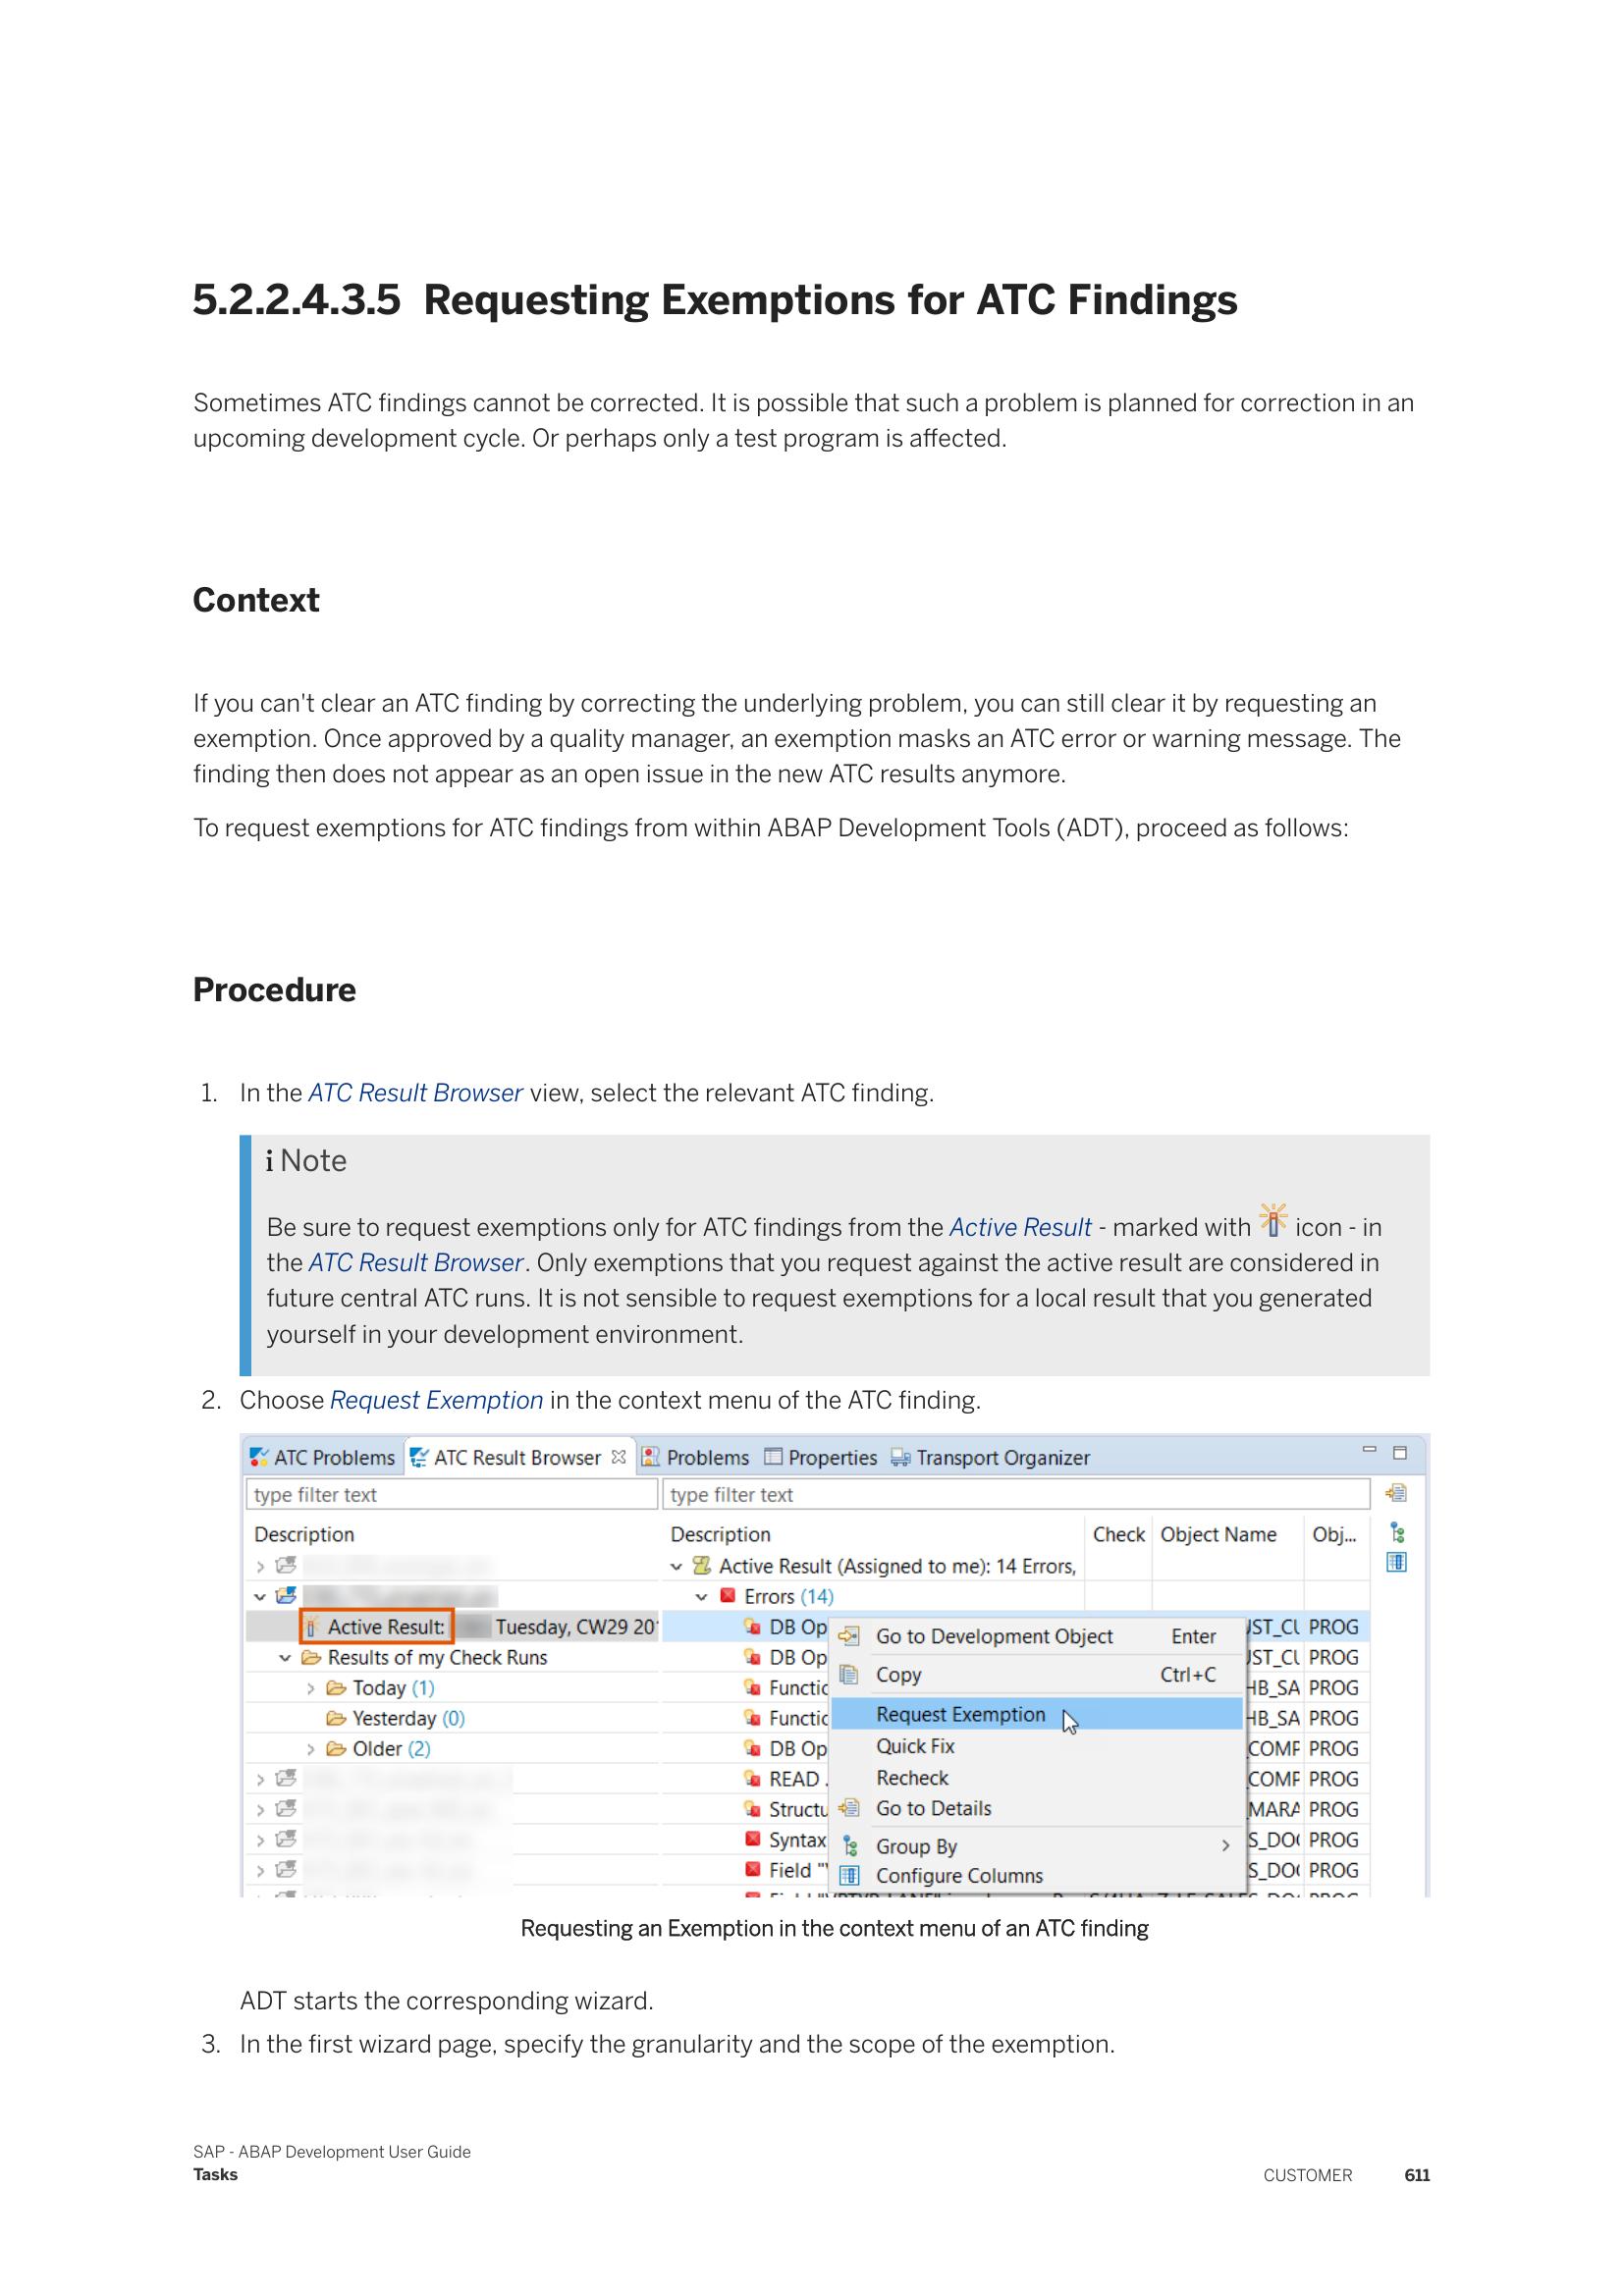 5.2.2.4.3.5 Requesting Exemptions for ATC Findings
Sometimes ATC findings cannot be corrected. It is possible that such a problem is planned for correction in an
upcoming development cycle. Or perhaps only a test program is affected.
Context
If you can't clear an ATC finding by correcting the underlying problem, you can still clear it by requesting an
exemption. Once approved by a quality manager, an exemption masks an ATC error or warning message. The
finding then does not appear as an open issue in the new ATC results anymore.
To request exemptions for ATC findings from within ABAP Development Tools (ADT), proceed as follows:
Procedure
1. In the ATC Result Browser view, select the relevant ATC finding.
i Note
Be sure to request exemptions only for ATC findings from the Active Result - marked with icon - in
the ATC Result Browser. Only exemptions that you request against the active result are considered in
future central ATC runs. It is not sensible to request exemptions for a local result that you generated
yourself in your development environment.
2. Choose Request Exemption in the context menu of the ATC finding.
ATC Problems ATC Result Browser Problems Properties Transport Organizer
type filter text type filter text
Description Description Check Object Name Obj...
Active Result (Assigned to me): 14 Errors,
Errors (14)
Active Result: Tuesday, CW29 20 DB Op Go to Development Object Enter JST_CU PROG
Results of my Check Runs DB Op JST_CU PROG
Copy Ctrl+C
Today (1) Functic HB_SA PROG
Request Exemption
Yesterday (0) Functic HB_SA PROG
Quick Fix
Older (2) DB Op COMP PROG
Recheck
READ . COMP PROG
Go to Details
Structu MARA PROG
Syntax S_DO PROG
Group By
Field "\ S_DO PROG
Configure Columns
Requesting an Exemption in the context menu of an ATC finding
ADT starts the corresponding wizard.
3. In the first wizard page, specify the granularity and the scope of the exemption.
SAP - ABAP Development User Guide
Tasks CUSTOMER 611